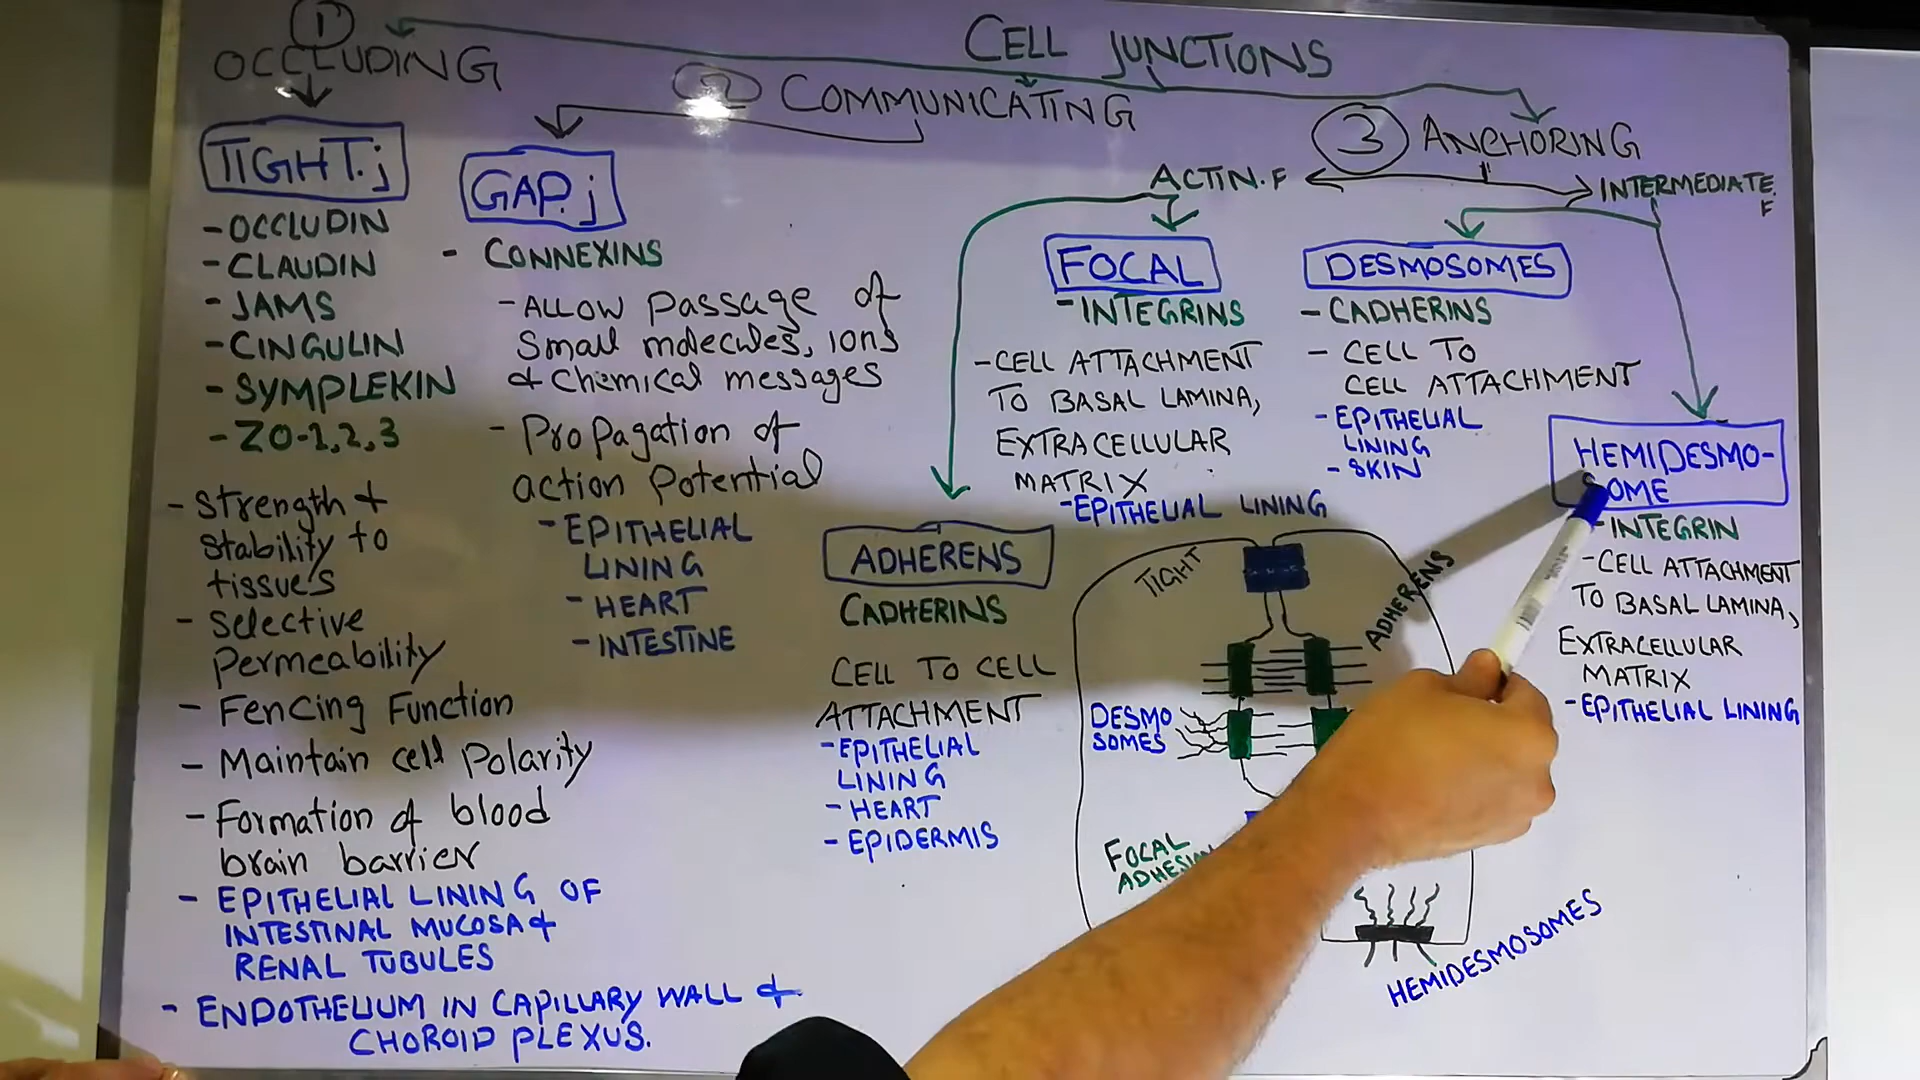 CELL JUNCTIONS
1
OCCLUDING
TIGHT.j
- OCCLUDIN
- CLAUDIN
- JAMS
- CINGULIN
- SYMPLEKIN
- ZO-1,2,3
- Strength &
stability to
tissues
- Selective
Permeability
- Fencing Function
- Maintain cell Polarity
- Formation of blood
brain barrier
- EPITHELIAL LINING OF
INTESTINAL MUCOSA &
RENAL TUBULES
- ENDOTHELIUM IN CAPILLARY WALL &
CHOROID PLEXUS.
2 COMMUNICATING
GAP.j
- CONNEXINS
- ALLOW Passage of
Small molecules, ions
& Chemical messages
- Propagation of
action Potential
- EPITHELIAL
LINING
- HEART
- INTESTINE
3 ANCHORING
ACTIN.F
INTERMEDIATE.
F
ADHERENS
CADHERINS
CELL TO CELL
ATTACHMENT
- EPITHELIAL
LINING
- HEART
- EPIDERMIS
FOCAL
- INTEGRINS
- CELL ATTACHMENT
TO BASAL LAMINA,
EXTRACELLULAR
MATRIX
- EPITHELIAL LINING
DESMOSOMES
- CADHERINS
- CELL TO
CELL ATTACHMENT
- EPITHELIAL
LINING
- SKIN
HEMIDESMO-
SOME
- INTEGRIN
- CELL ATTACHMENT
TO BASAL LAMINA,
EXTRACELLULAR
MATRIX
- EPITHELIAL LINING
TIGHT
ADHERENS
DESMO
SOMES
FOCAL
HEMIDESMOSOMES